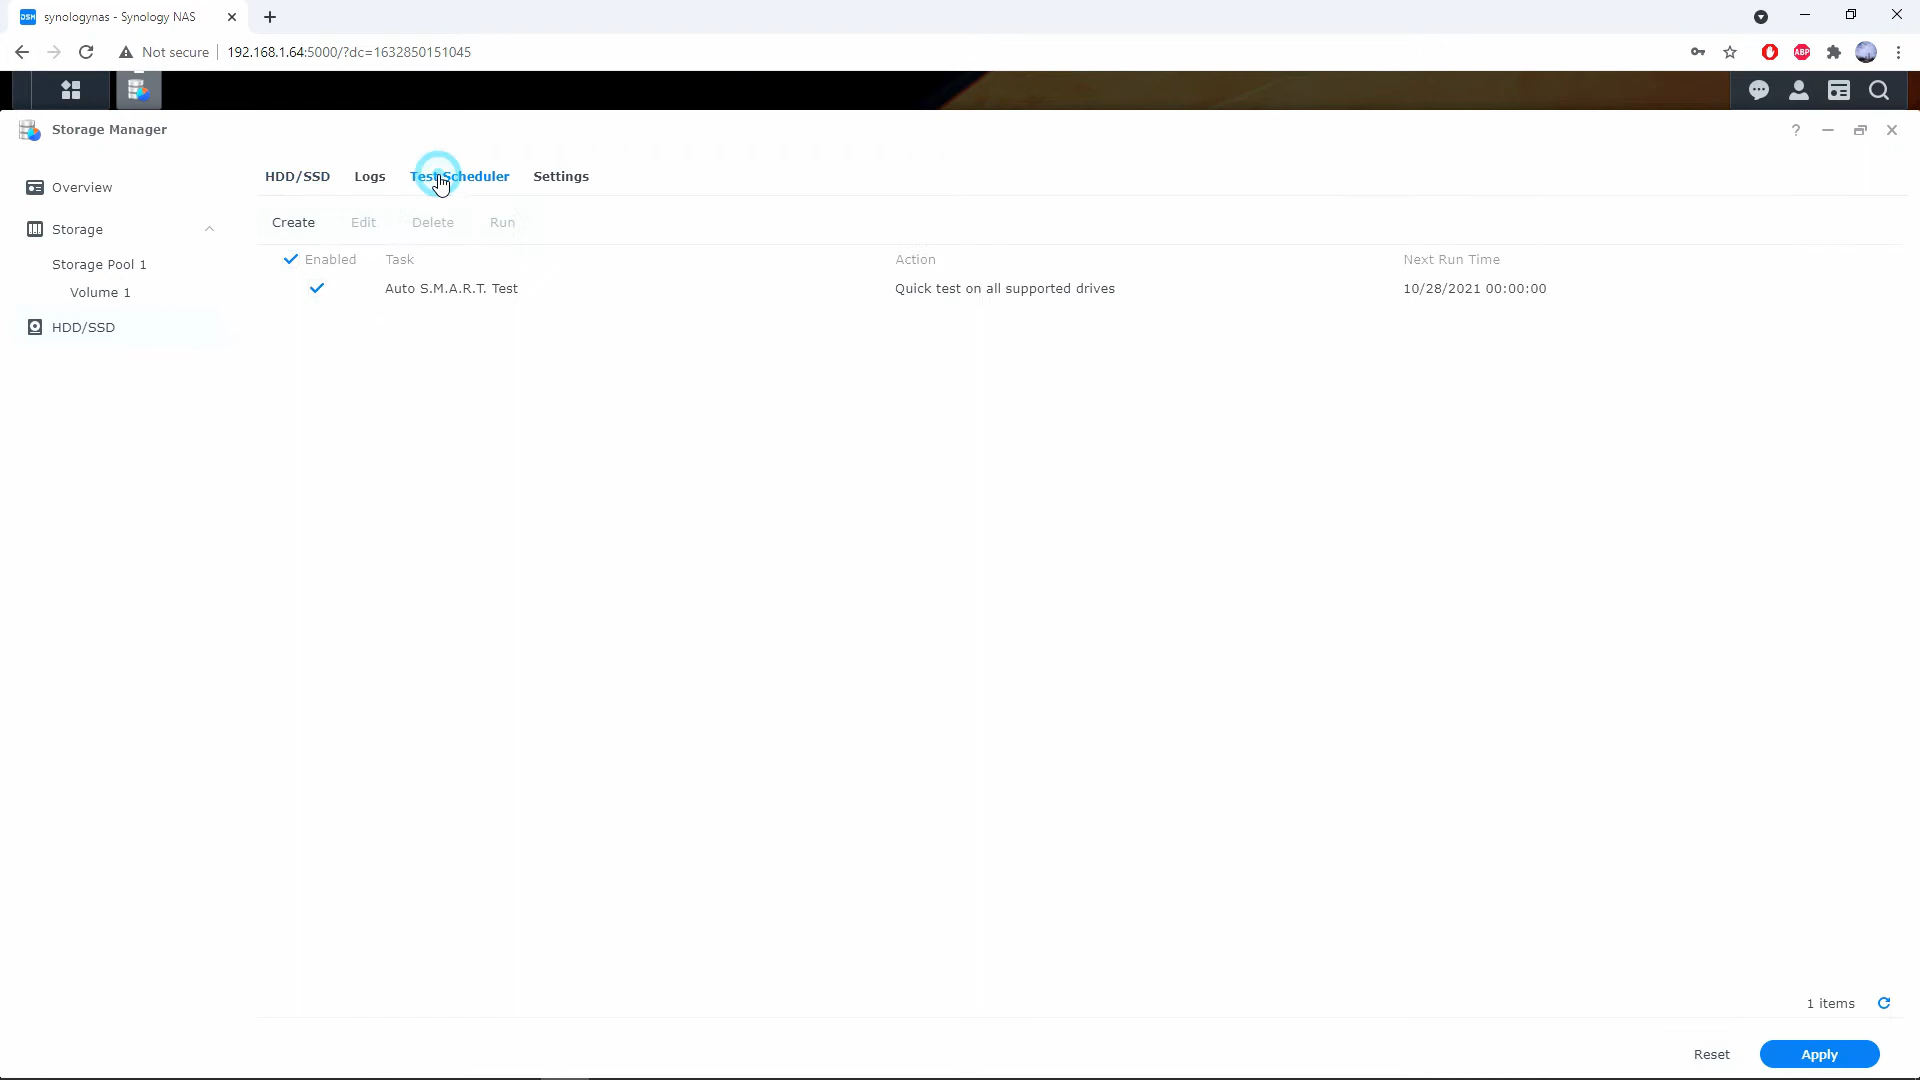 DSM synologynas - Synology NAS
Not secure 192.168.1.64:5000/?dc=1632850151045
ABP
Storage Manager
?
HDD/SSD Logs Test Scheduler Settings
Overview
Create Edit Delete Run
Storage
Enabled Task Action Next Run Time
Storage Pool 1
Auto S.M.A.R.T. Test Quick test on all supported drives 10/28/2021 00:00:00
Volume 1
HDD/SSD
1 items
Reset Apply